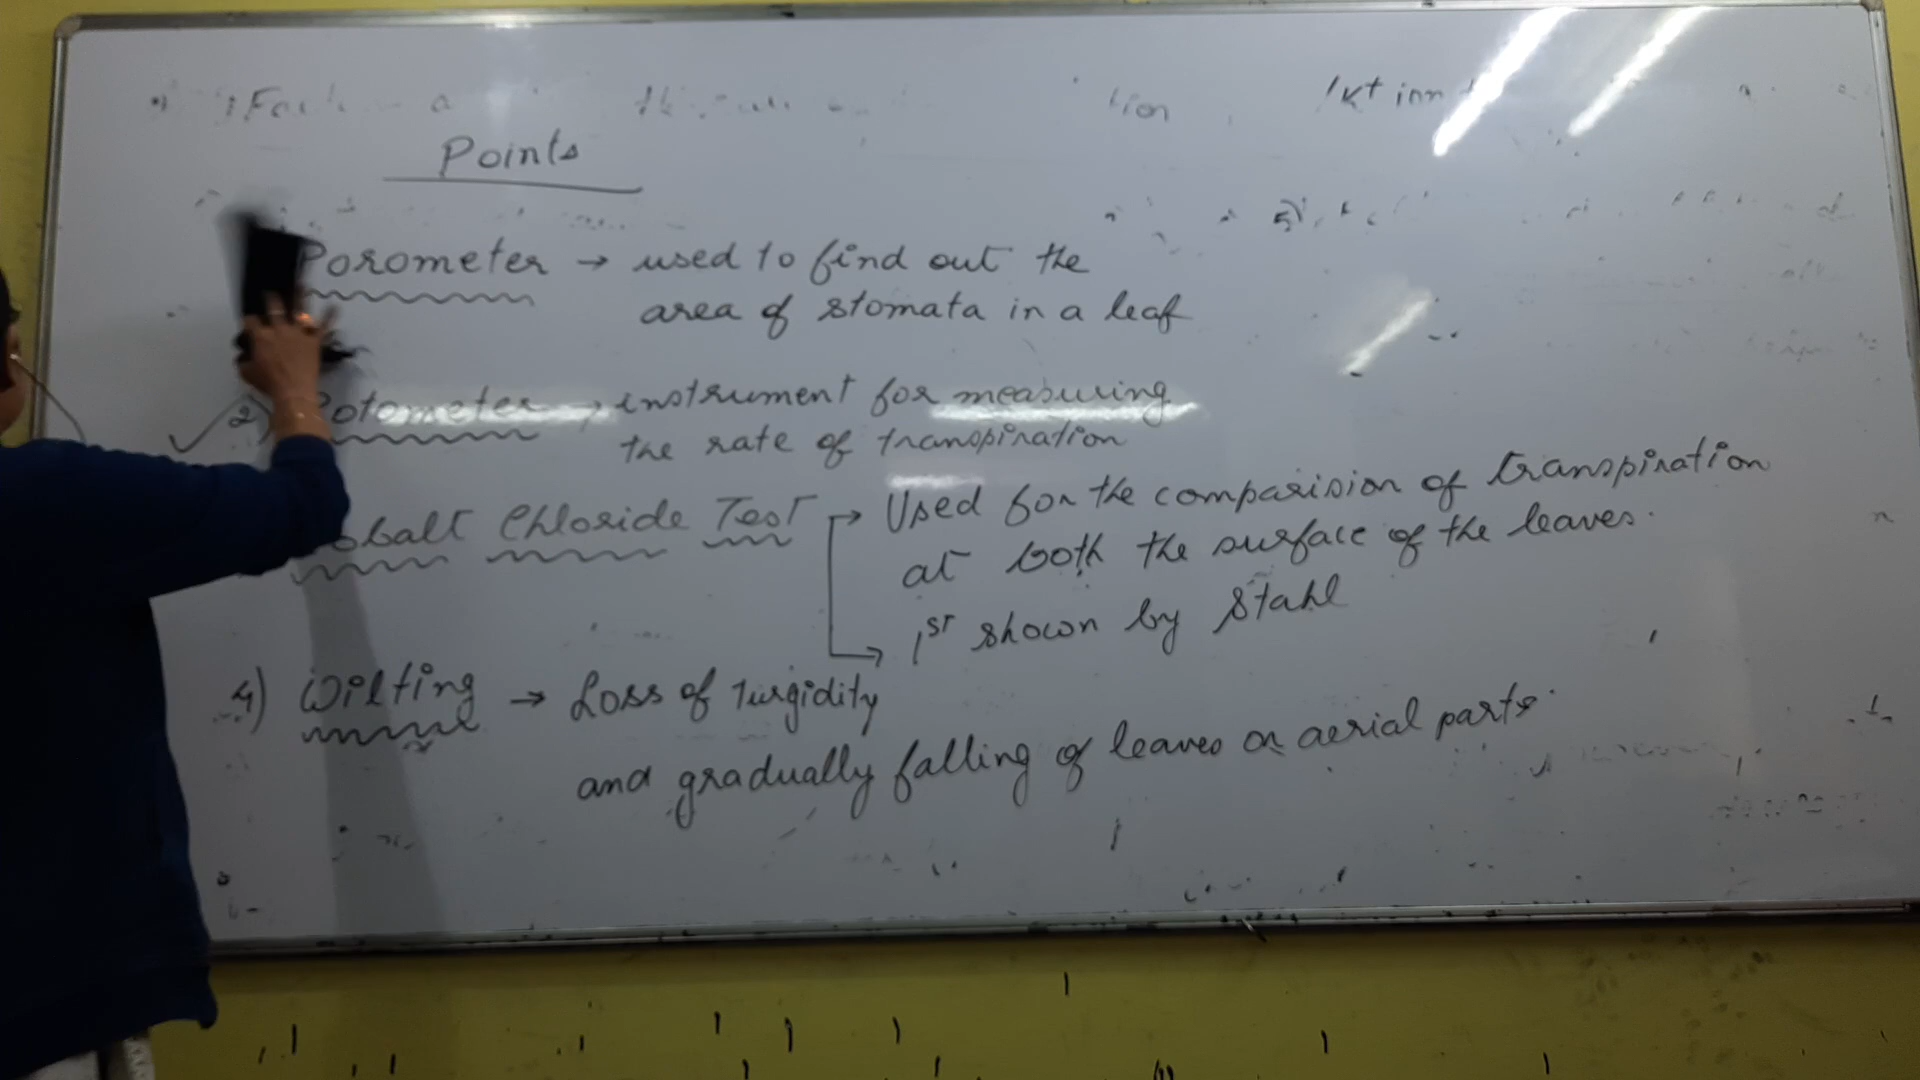 Points
Porometer → used to find out the
area of stomata in a leaf
2) Potometer → instrument for measuring
the rate of transpiration
Cobalt Chloride Test → Used for the comparision of transpiration
at both the surface of the leaves.
→ 1st shown by Stahl
4) Wilting → Loss of Turgidity
and gradually falling of leaves or aerial parts.